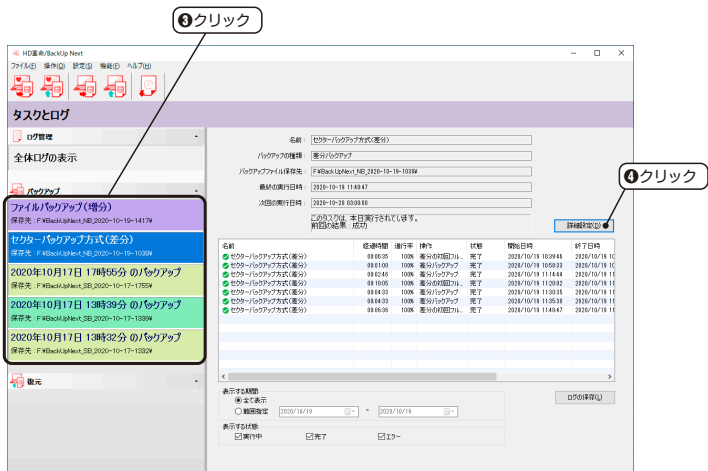 ❸クリック
HD革命/BackUp Next
ファイル(F) 操作(O) 設定(S) 機能(E) ヘルプ(H)
タスクとログ
ログ管理
全体ログの表示
バックアップ
ファイルバックアップ(増分)
保存先 : F:¥BackUpNext_NB_2020-10-19-1417¥
セクターバックアップ方式(差分)
保存先 : F:¥BackUpNext_NB_2020-10-19-1038¥
2020年10月17日 17時55分 のバックアップ
保存先 : F:¥BackUpNext_SB_2020-10-17-1755¥
2020年10月17日 13時39分 のバックアップ
保存先 : F:¥BackUpNext_SB_2020-10-17-1339¥
2020年10月17日 13時32分 のバックアップ
保存先 : F:¥BackUpNext_SB_2020-10-17-1332¥
復元
名前 : セクターバックアップ方式(差分)
バックアップの種類 : 差分バックアップ
バックアップファイル保存先 : F:¥BackUpNext_NB_2020-10-19-1038¥
最終の実行日時 : 2020-10-19 11:40:47
次回の実行日時 : 2020-10-20 03:00:00
このタスクは、本日実行されています。
前回の結果 : 成功
❹クリック
詳細設定(D)
名前 経過時間 進行率 操作 状態 開始日時 終了日時
セクターバックアップ方式(差分) 00:06:35 100% 差分の初回フル... 完了 2020/10/19 10:39:46 2020/10/19 10
セクターバックアップ方式(差分) 00:01:00 100% 差分バックアップ 完了 2020/10/19 10:58:33 2020/10/19 10
セクターバックアップ方式(差分) 00:02:45 100% 差分バックアップ 完了 2020/10/19 11:14:44 2020/10/19 11
セクターバックアップ方式(差分) 00:10:05 100% 差分の初回フル... 完了 2020/10/19 11:20:02 2020/10/19 11
セクターバックアップ方式(差分) 00:04:33 100% 差分バックアップ 完了 2020/10/19 11:30:35 2020/10/19 11
セクターバックアップ方式(差分) 00:04:33 100% 差分バックアップ 完了 2020/10/19 11:35:38 2020/10/19 11
セクターバックアップ方式(差分) 00:06:36 100% 差分の初回フル... 完了 2020/10/19 11:40:47 2020/10/19 11
表示する期間
全て表示
範囲指定 2020/10/19 ~ 2020/10/19
ログの保存(L)
表示する状態
実行中 完了 エラー